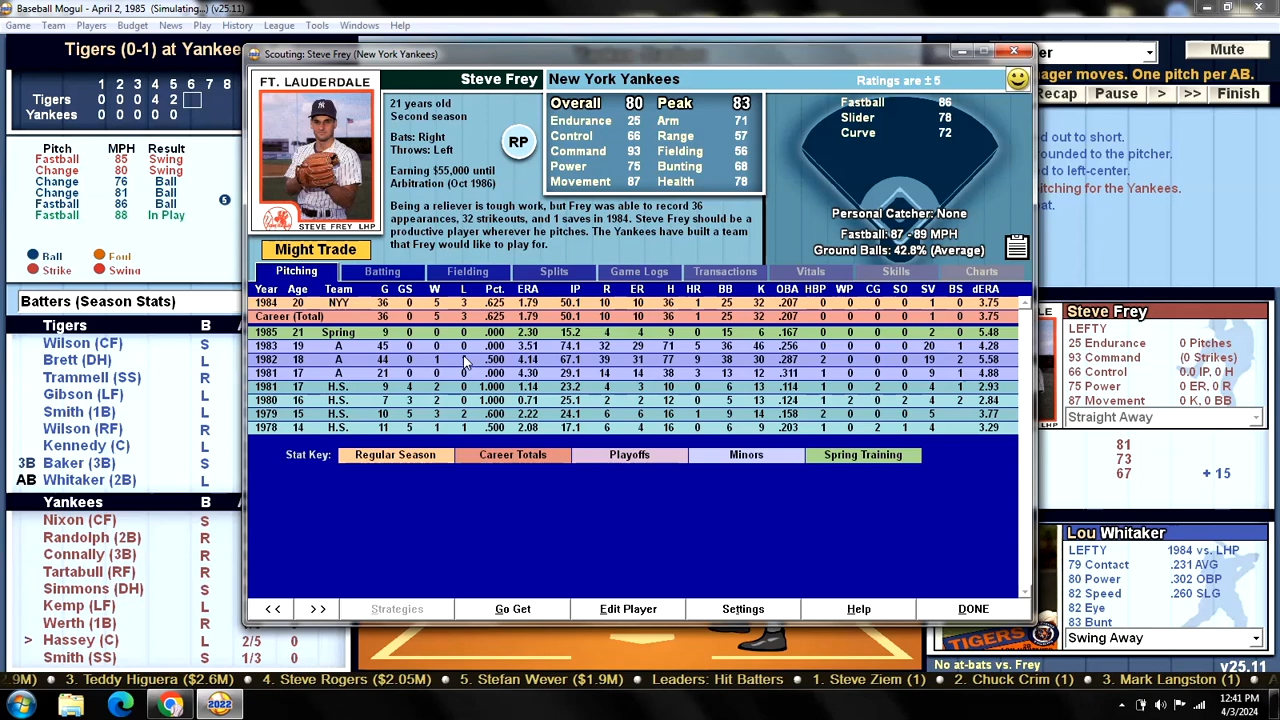 Baseball Mogul - April 2, 1985 (Simulating...) (v25.11)
Game Team Players Budget News Play History League Tools Windows Help
Tigers (0-1) at Yankee
1 2 3 4 5 6 7 8
Tigers 0 0 0 4 2
Yankees 0 0 0 0
Pitch MPH Result
Fastball 85 Swing
Fastball 80 Swing
Change 76 Ball
Change 81 Ball
Fastball 86 Ball
Fastball 88 In Play
5
Ball Foul
Strike Swing
Batters (Season Stats)
Tigers B
Wilson (CF) S
Brett (DH) L
Trammell (SS) R
Gibson (LF) L
Smith (1B) L
Wilson (RF) R
Kennedy (C) L
3B Baker (3B) S
AB Whitaker (2B) L
Yankees B
Nixon (CF) S
Randolph (2B) R
Connally (3B) R
Tartabull (RF) R
Simmons (DH) S
Kemp (LF) L
Werth (1B) R
> Hassey (C) L 2/5 0
Smith (SS) S 1/3 0
Scouting: Steve Frey (New York Yankees)
FT. LAUDERDALE
STEVE FREY LHP
Might Trade
Steve Frey
21 years old
Second season
Bats: Right
Throws: Left
Earning $55,000 until
Arbitration (Oct 1986)
RP
New York Yankees
Overall 80 Peak 83
Endurance 25 Arm 71
Control 66 Range 57
Command 93 Fielding 56
Power 75 Bunting 68
Movement 87 Health 78
Being a reliever is tough work, but Frey was able to record 36
appearances, 32 strikeouts, and 1 saves in 1984. Steve Frey should be a
productive player wherever he pitches. The Yankees have built a team
that Frey would like to play for.
Ratings are ± 5
Fastball 86
Slider 78
Curve 72
Personal Catcher: None
Fastball: 87 - 89 MPH
Ground Balls: 42.8% (Average)
Pitching Batting Fielding Splits Game Logs Transactions Vitals Skills Charts
Year Age Team G GS W L Pct. ERA IP R ER H HR BB K OBA HBP WP CG SO SV BS dERA
1984 20 NYY 36 0 5 3 .625 1.79 50.1 10 10 36 1 25 32 .207 0 0 0 0 1 0 3.75
Career (Total) 36 0 5 3 .625 1.79 50.1 10 10 36 1 25 32 .207 0 0 0 0 1 0 3.75
1985 21 Spring 9 0 0 0 .000 2.30 15.2 4 4 9 0 15 6 .167 0 0 0 0 2 0 5.48
1983 19 A 45 0 0 0 .000 3.51 74.1 32 29 71 5 36 46 .256 0 0 0 0 20 1 4.28
1982 18 A 44 0 1 .500 4.14 67.1 39 31 77 9 38 30 .287 2 0 0 0 19 2 5.58
1981 17 A 21 0 0 0 .000 4.30 29.1 14 14 38 3 13 12 .311 1 0 0 0 9 1 4.88
1981 17 H.S. 9 4 2 0 1.000 1.14 23.2 4 3 9 0 6 13 .114 1 0 2 0 4 1 2.93
1980 16 H.S. 7 3 2 0 1.000 0.71 25.1 2 2 12 0 5 13 .124 1 2 0 2 4 2 2.84
1979 15 H.S. 10 5 3 2 .600 2.22 24.1 6 6 16 1 9 14 .158 2 0 0 0 5 3.77
1978 14 H.S. 11 5 1 1 .500 2.08 17.1 6 4 16 0 6 9 .203 1 0 2 1 4 3.29
Stat Key: Regular Season Career Totals Playoffs Minors Spring Training
<< >> Strategies Go Get Edit Player Settings Help DONE
er Mute
nager moves. One pitch per AB.
Recap Pause > >> Finish
d out to short.
rounded to the pitcher.
ed to left-center.
pitching for the Yankees.
at.
Steve Frey
LEFTY 0 Pitches
93 Command (0 Strikes)
66 Control 0.0 IP, 0 H
75 Power 0 ER, 0 R
87 Movement 0 K, 0 BB
Straight Away
81
73
67 + 15
Lou Whitaker
LEFTY 1984 vs. LHP
79 Contact .231 AVG
80 Power .302 OBP
82 Speed .260 SLG
82 Eye
83 Bunt
Swing Away
TIGERS
No at-bats vs. Frey v25.11
.9M) 3. Teddy Higuera ($2.6M) 4. Steve Rogers ($2.05M) 5. Stefan Wever ($1.9M) Leaders: Hit Batters 1. Steve Ziem (1) 2. Chuck Crim (1) 3. Mark Langston (1)
2022
12:41 PM
4/3/2024